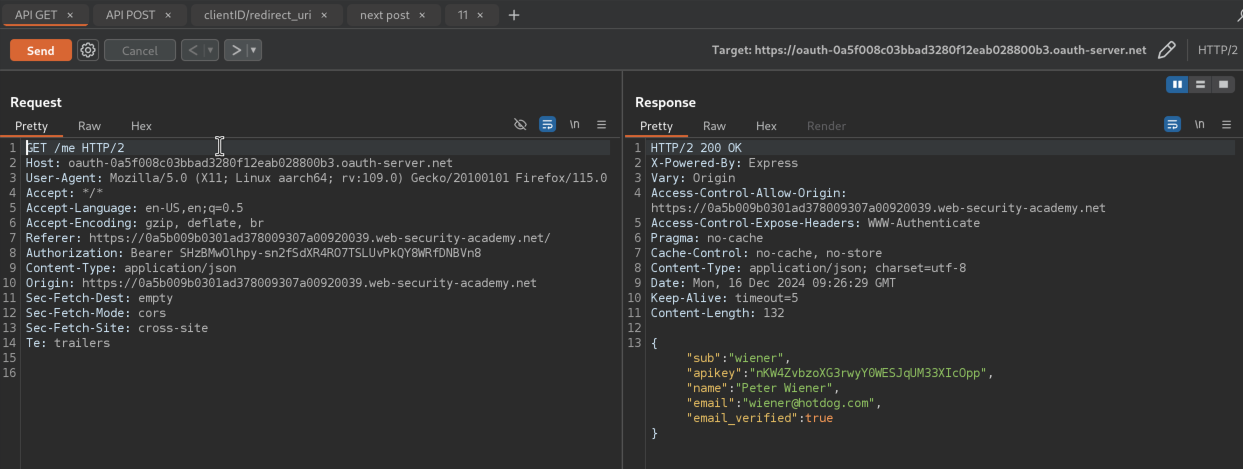 API GET × API POST × clientID/redirect_uri × next post × 11 × +
Send Cancel < > Target: https://oauth-0a5f008c03bbad3280f12eab028800b3.oauth-server.net HTTP/2
Request
Pretty Raw Hex \n
1 GET /me HTTP/2
2 Host: oauth-0a5f008c03bbad3280f12eab028800b3.oauth-server.net
3 User-Agent: Mozilla/5.0 (X11; Linux aarch64; rv:109.0) Gecko/20100101 Firefox/115.0
4 Accept: */*
5 Accept-Language: en-US,en;q=0.5
6 Accept-Encoding: gzip, deflate, br
7 Referer: https://0a5b009b0301ad378009307a00920039.web-security-academy.net/
8 Authorization: Bearer SHzBMwOlhpy-sn2fSdXR4RO7TSLUvPkQY8WRfDNBVn8
9 Content-Type: application/json
10 Origin: https://0a5b009b0301ad378009307a00920039.web-security-academy.net
11 Sec-Fetch-Dest: empty
12 Sec-Fetch-Mode: cors
13 Sec-Fetch-Site: cross-site
14 Te: trailers
15
16
Response
Pretty Raw Hex Render \n
1 HTTP/2 200 OK
2 X-Powered-By: Express
3 Vary: Origin
4 Access-Control-Allow-Origin:
https://0a5b009b0301ad378009307a00920039.web-security-academy.net
5 Access-Control-Expose-Headers: WWW-Authenticate
6 Pragma: no-cache
7 Cache-Control: no-cache, no-store
8 Content-Type: application/json; charset=utf-8
9 Date: Mon, 16 Dec 2024 09:26:29 GMT
10 Keep-Alive: timeout=5
11 Content-Length: 132
12
13 {
"sub":"wiener",
"apikey":"nKW4ZvbzoXG3rwyY0WESJqUM33XIcOpp",
"name":"Peter Wiener",
"email":"wiener@hotdog.com",
"email_verified":true
}